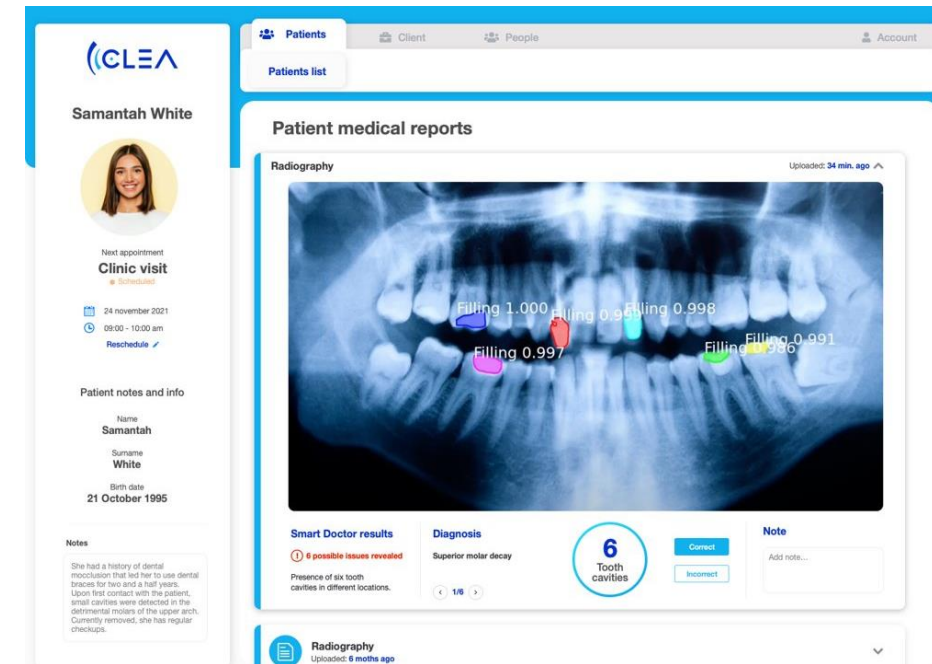 CLEA
Patients
Client
People
Account
Patients list
Samantah White
Next appointment
Clinic visit
Scheduled
24 november 2021
09:00 - 10:00 am
Reschedule
Patient notes and info
Name
Samantah
Surname
White
Birth date
21 October 1995
Notes
She had a history of dental
mocclusion that led her to use dental
braces for two and a half years.
Upon first contact with the patient,
small cavities were detected in the
detrimental molars of the upper arch.
Currently removed, she has regular
checkups.
Patient medical reports
Radiography
Uploaded: 34 min. ago
Filling 1.000
Filling 0.998
Filling 0.997
Filling 0.991
Filling 0.986
Smart Doctor results
6 possible issues revealed
Presence of six tooth
cavities in different locations.
Diagnosis
Superior molar decay
1/6
6
Tooth
cavities
Correct
Incorrect
Note
Add note...
Radiography
Uploaded: 6 moths ago